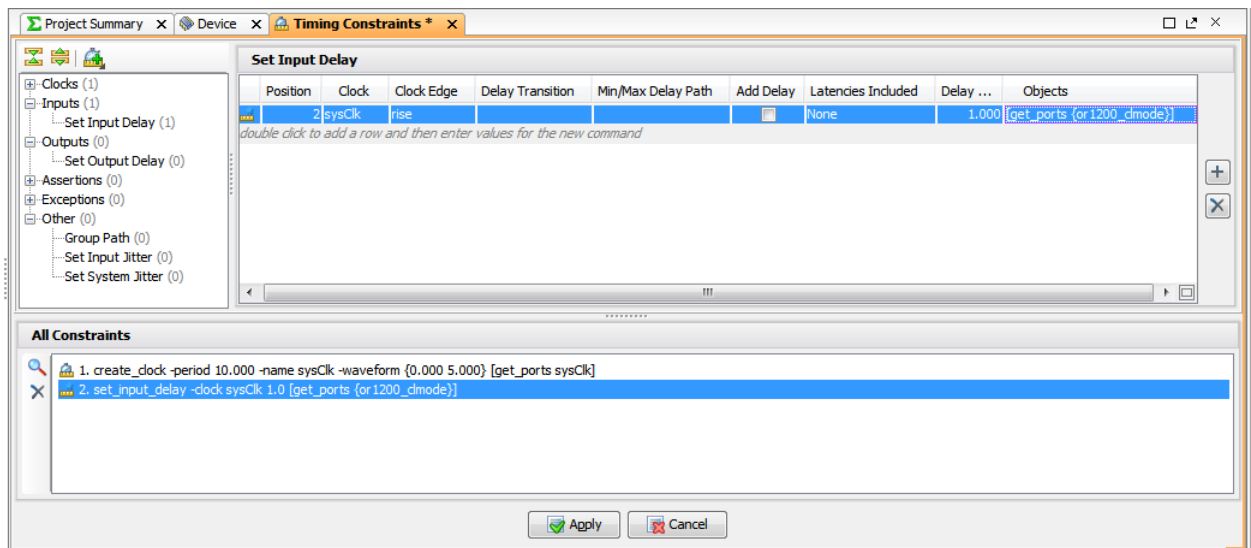 Project Summary Device Timing Constraints *
Set Input Delay
Clocks (1)
Inputs (1)
Set Input Delay (1)
Outputs (0)
Set Output Delay (0)
Assertions (0)
Exceptions (0)
Other (0)
Group Path (0)
Set Input Jitter (0)
Set System Jitter (0)
Position Clock Clock Edge Delay Transition Min/Max Delay Path Add Delay Latencies Included Delay ... Objects
2 sysClk rise None 1.000 [get_ports {or1200_clmode}]
double click to add a row and then enter values for the new command
All Constraints
1. create_clock -period 10.000 -name sysClk -waveform {0.000 5.000} [get_ports sysClk]
2. set_input_delay -clock sysClk 1.0 [get_ports {or1200_clmode}]
Apply Cancel